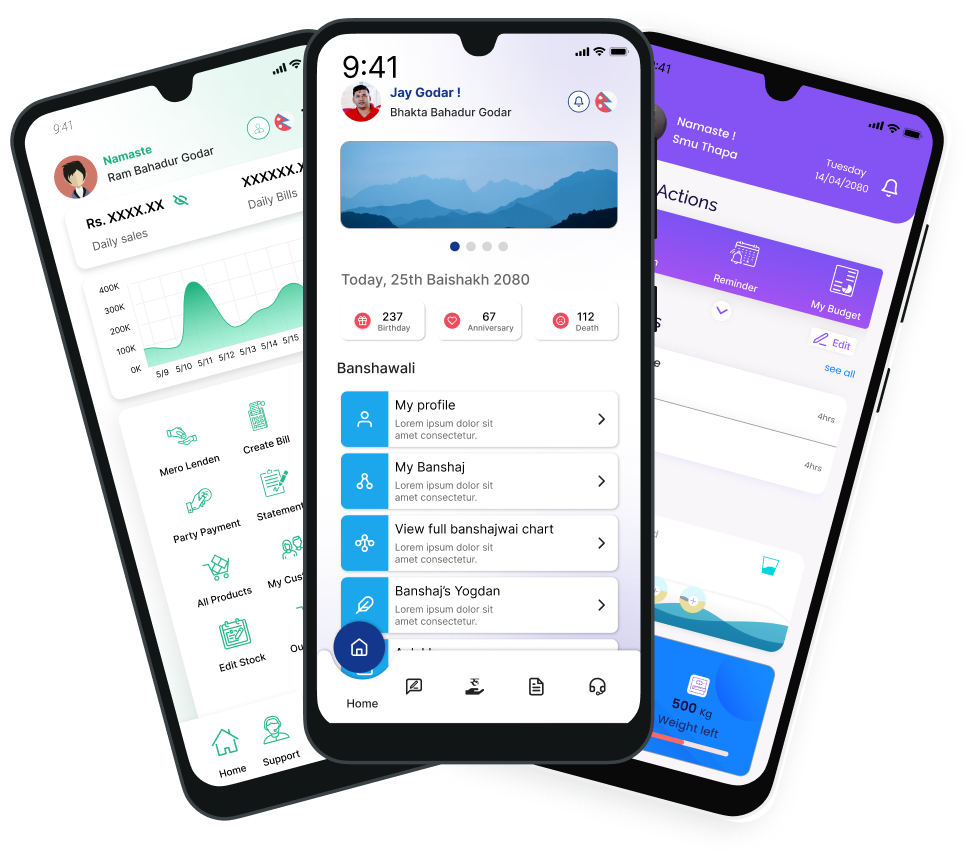 9:41
Namaste
Ram Bahadur Godar
Rs. XXXX.XX
Daily sales
XXXXXX.X
Daily Bills
400K
300K
200K
100K
0K
5/9
5/10
5/11
5/12
5/13
5/14
5/15
Mero Lenden
Create Bill
Party Payment
Statement
All Products
My Cus
Edit Stock
Ou
Home
Support
9:41
Jay Godar !
Bhakta Bahadur Godar
Today, 25th Baishakh 2080
237
Birthday
67
Anniversary
112
Death
Banshawali
My profile
Lorem ipsum dolor sit
amet consectetur.
My Banshaj
Lorem ipsum dolor sit
amet consectetur.
View full banshajwai chart
Lorem ipsum dolor sit
amet consectetur.
Banshaj’s Yogdan
Lorem ipsum dolor sit
amet consectetur.
Home
:41
Namaste !
Smu Thapa
Tuesday
14/04/2080
Actions
Reminder
My Budget
Edit
see all
4hrs
4hrs
500 Kg
Weight left